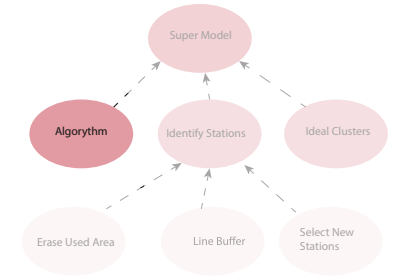 Super Model
Algorythm
Identify Stations
Ideal Clusters
Erase Used Area
Line Buffer
Select New
Stations